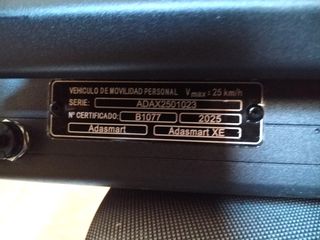 VEHICULO DE MOVILIDAD PERSONAL Vmax: 25 km/h
SERIE: ADAX2501023
Nº CERTIFICADO: B1077 2025
Adasmart Adasmart XE